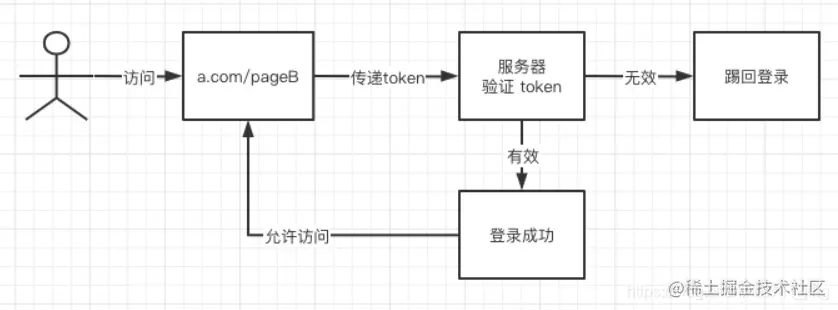 访问
a.com/pageB
传递token
服务器
验证 token
无效
踢回登录
有效
登录成功
允许访问
@稀土掘金技术社区